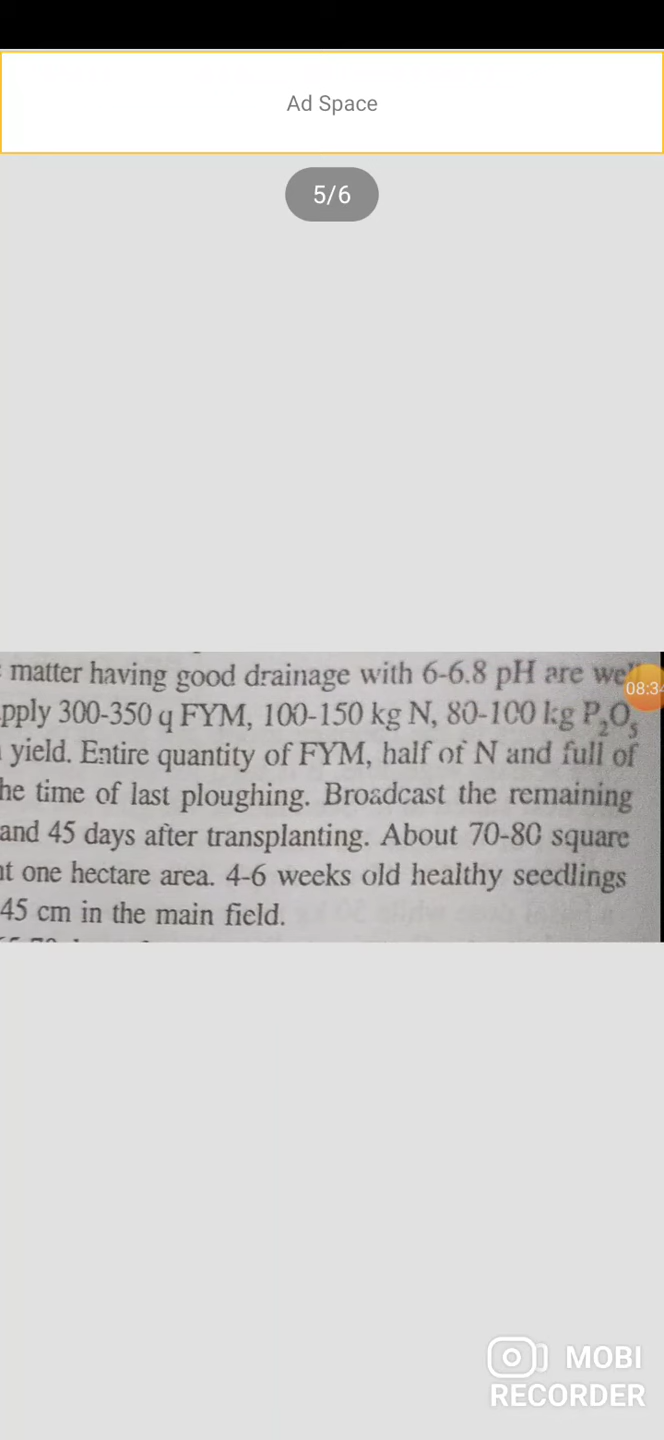 Ad Space
5/6
matter having good drainage with 6-6.8 pH are
pply 300-350 q FYM, 100-150 kg N, 80-100 kg P₂O₅
yield. Entire quantity of FYM, half of N and full of
he time of last ploughing. Broadcast the remaining
and 45 days after transplanting. About 70-80 square
one hectare area. 4-6 weeks old healthy seedlings
45 cm in the main field.
08:34
MOBI
RECORDER